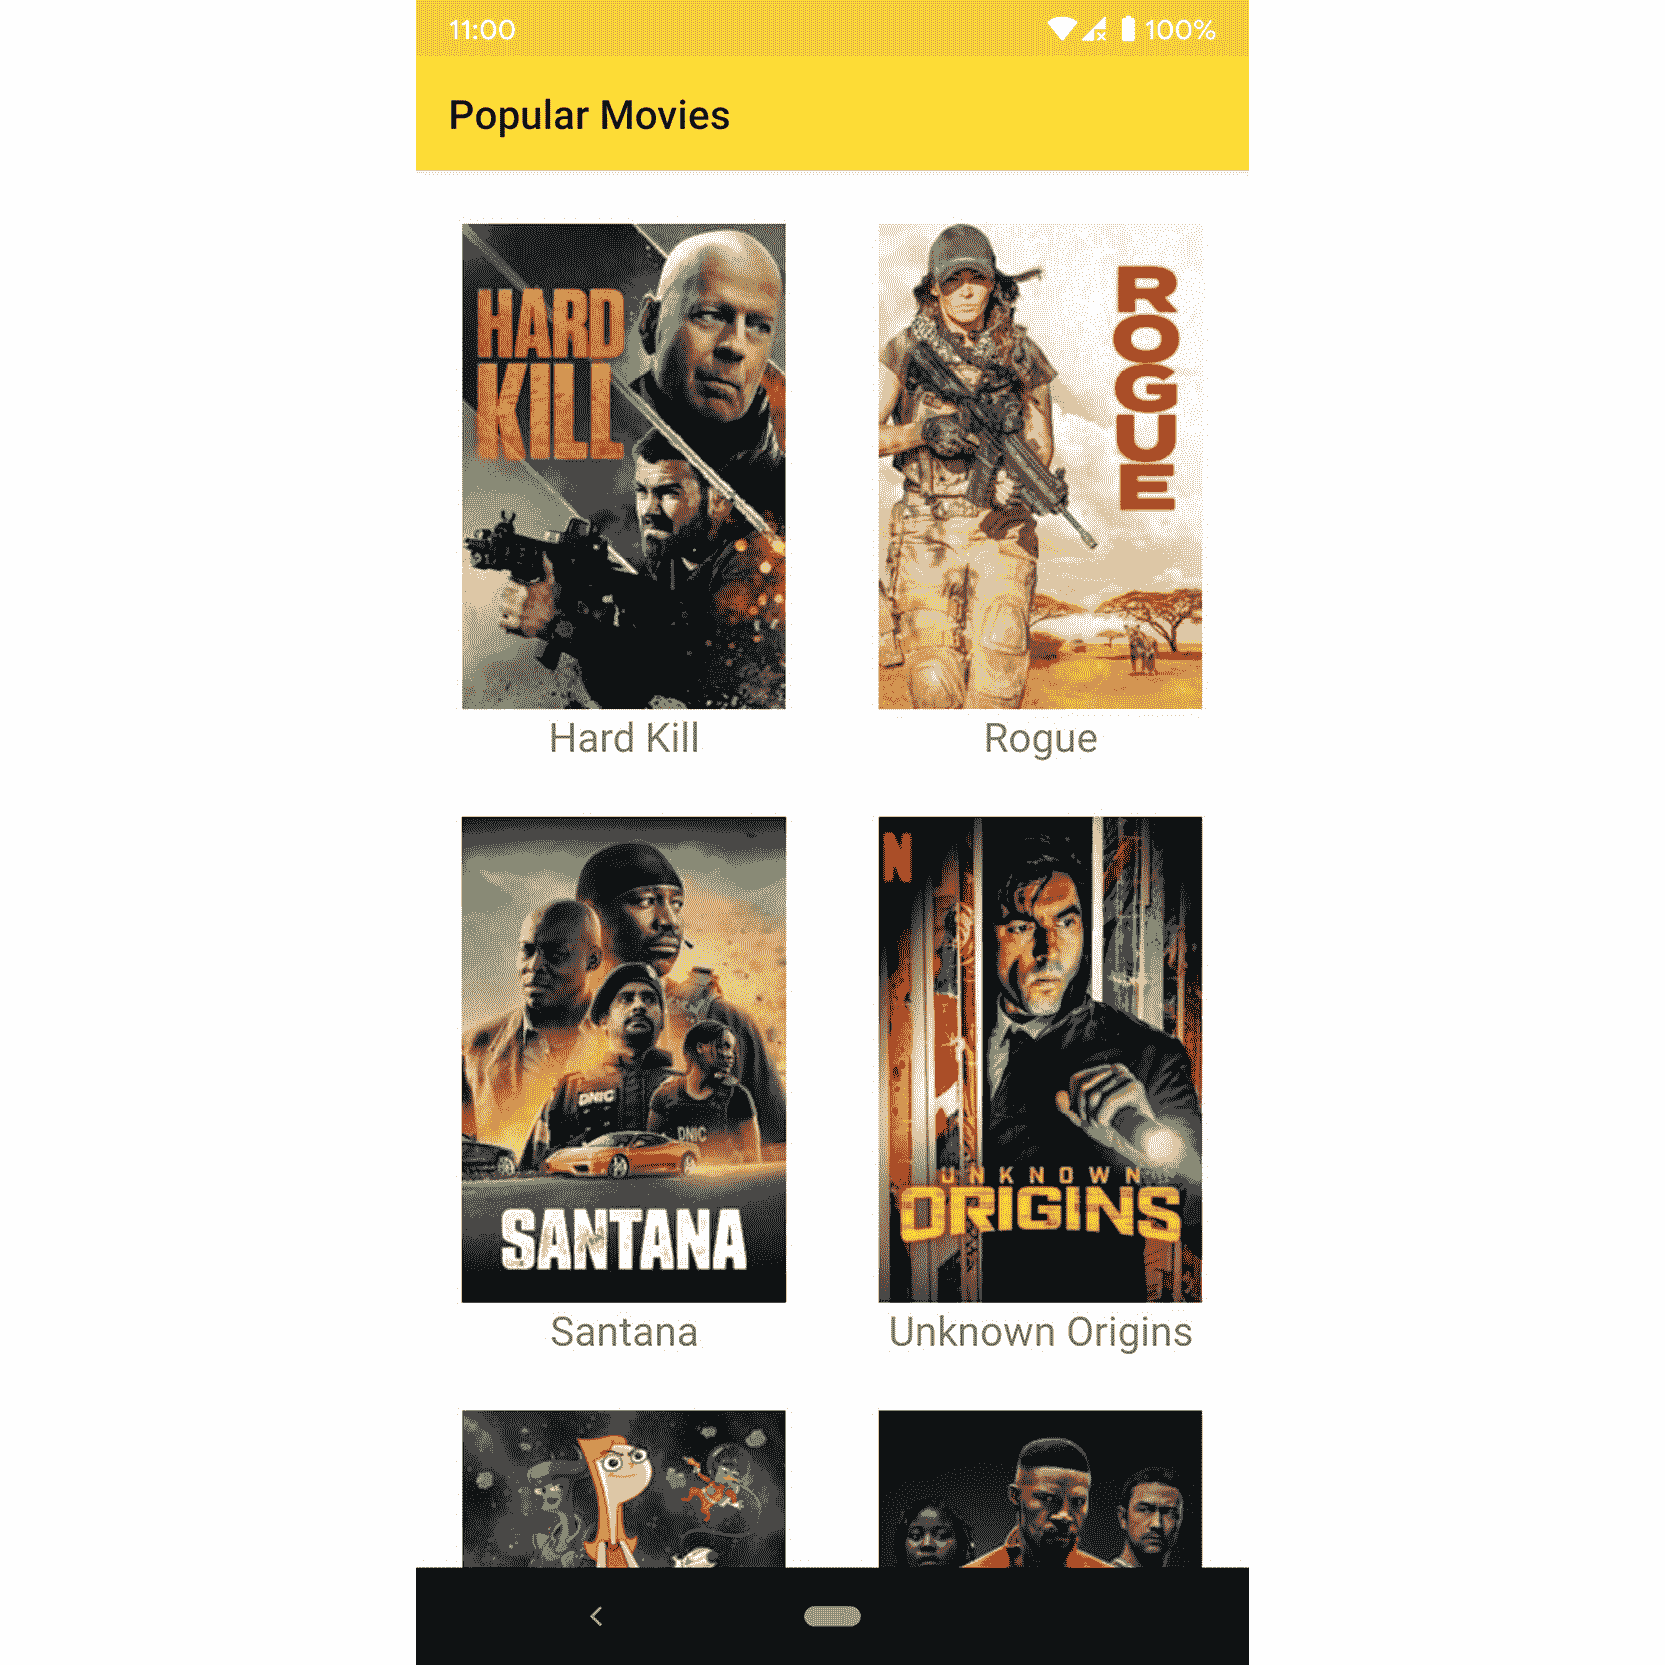 11:00
100%
Popular Movies
HARD
KILL
ROGUE
Hard Kill
Rogue
DNIC
DNIC
SANTANA
N
UNKNOWN
ORIGINS
Santana
Unknown Origins